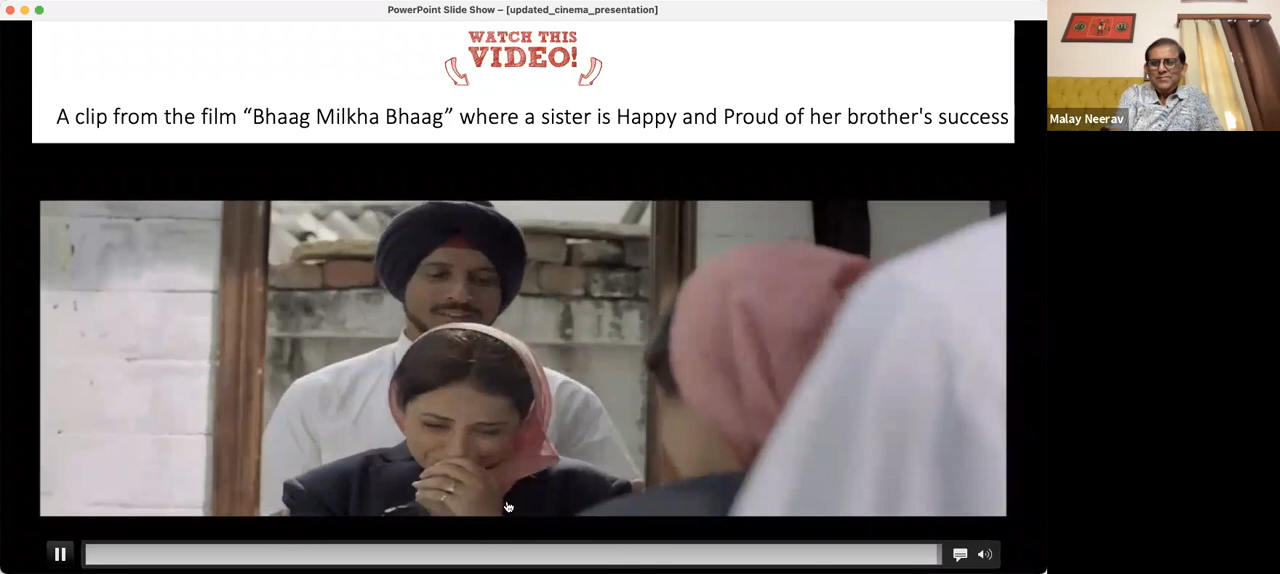 PowerPoint Slide Show – [updated_cinema_presentation]
WATCH THIS
VIDEO!
A clip from the film “Bhaag Milkha Bhaag” where a sister is Happy and Proud of her brother's success
Malay Neerav